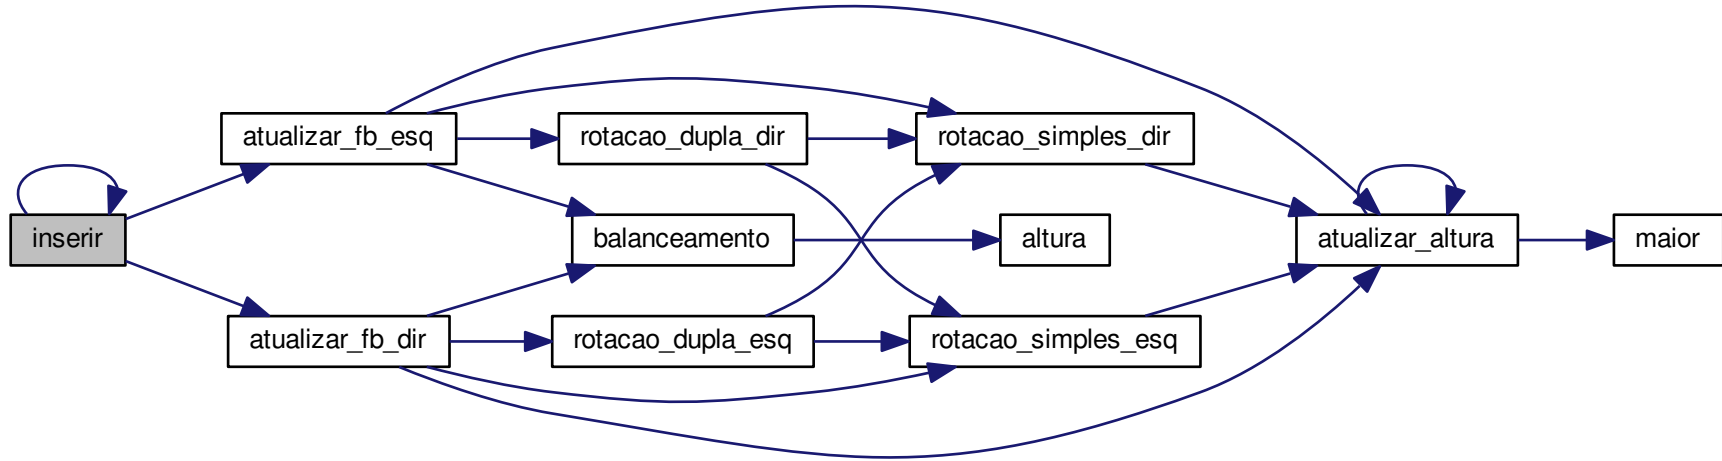 atualizar_fb_esq
rotacao_dupla_dir
rotacao_simples_dir
inserir
balanceamento
altura
atualizar_altura
maior
atualizar_fb_dir
rotacao_dupla_esq
rotacao_simples_esq